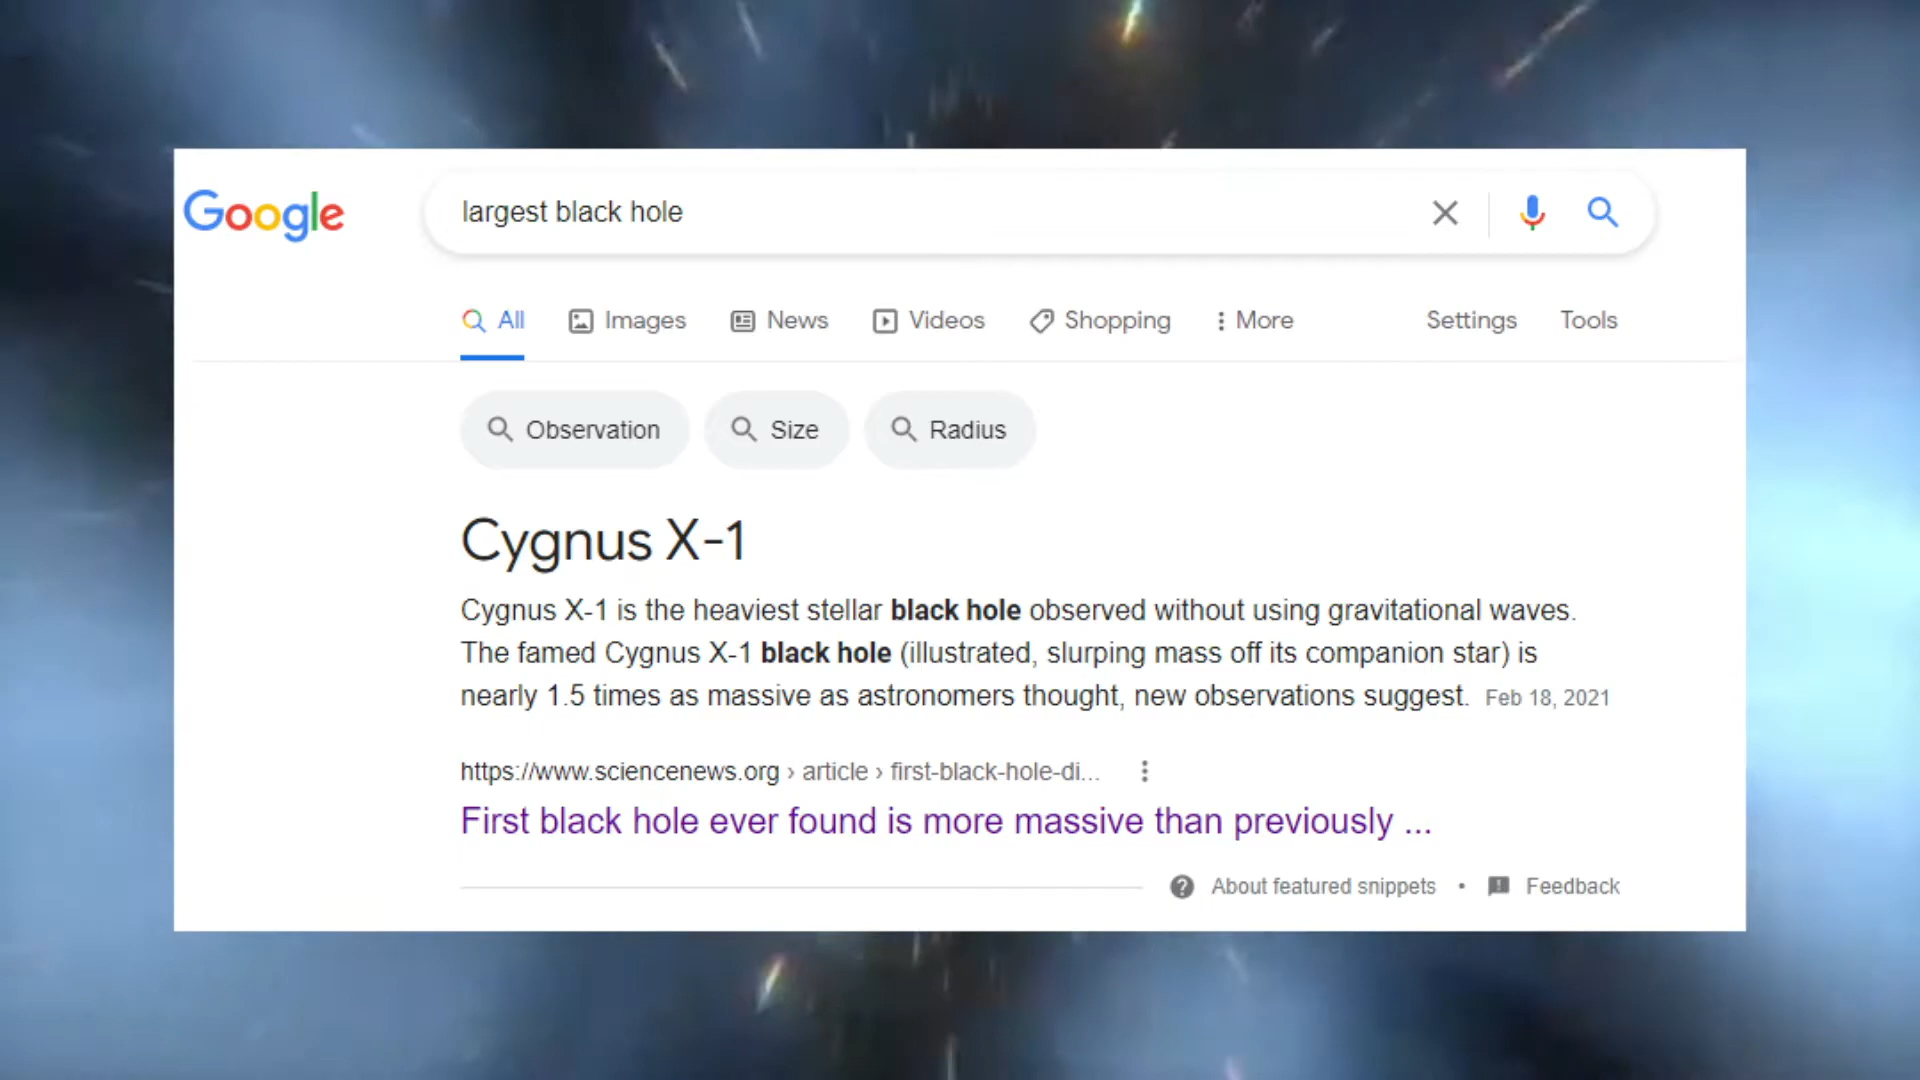 Google
largest black hole
All Images News Videos Shopping More Settings Tools
Observation Size Radius
Cygnus X-1
Cygnus X-1 is the heaviest stellar black hole observed without using gravitational waves.
The famed Cygnus X-1 black hole (illustrated, slurping mass off its companion star) is
nearly 1.5 times as massive as astronomers thought, new observations suggest. Feb 18, 2021
https://www.sciencenews.org › article › first-black-hole-di...
First black hole ever found is more massive than previously ...
About featured snippets • Feedback